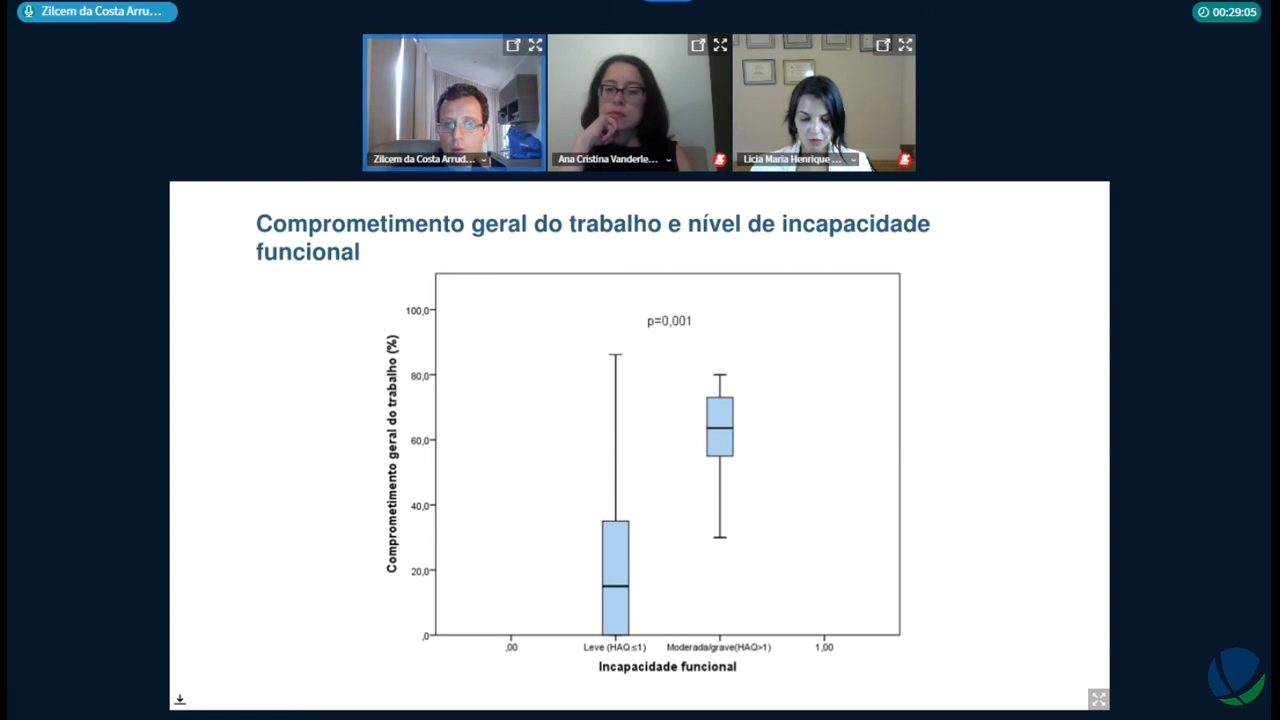 Zilcem da Costa Arru...
00:29:05
Zilcem da Costa Arrud...
Ana Cristina Vanderle...
Licia Maria Henrique ...
Comprometimento geral do trabalho e nível de incapacidade
funcional
p=0,001
Comprometimento geral do trabalho (%)
100,0
80,0
60,0
40,0
20,0
,0
,00
Leve (HAQ ≤1)
Moderada/grave(HAQ>1)
1,00
Incapacidade funcional